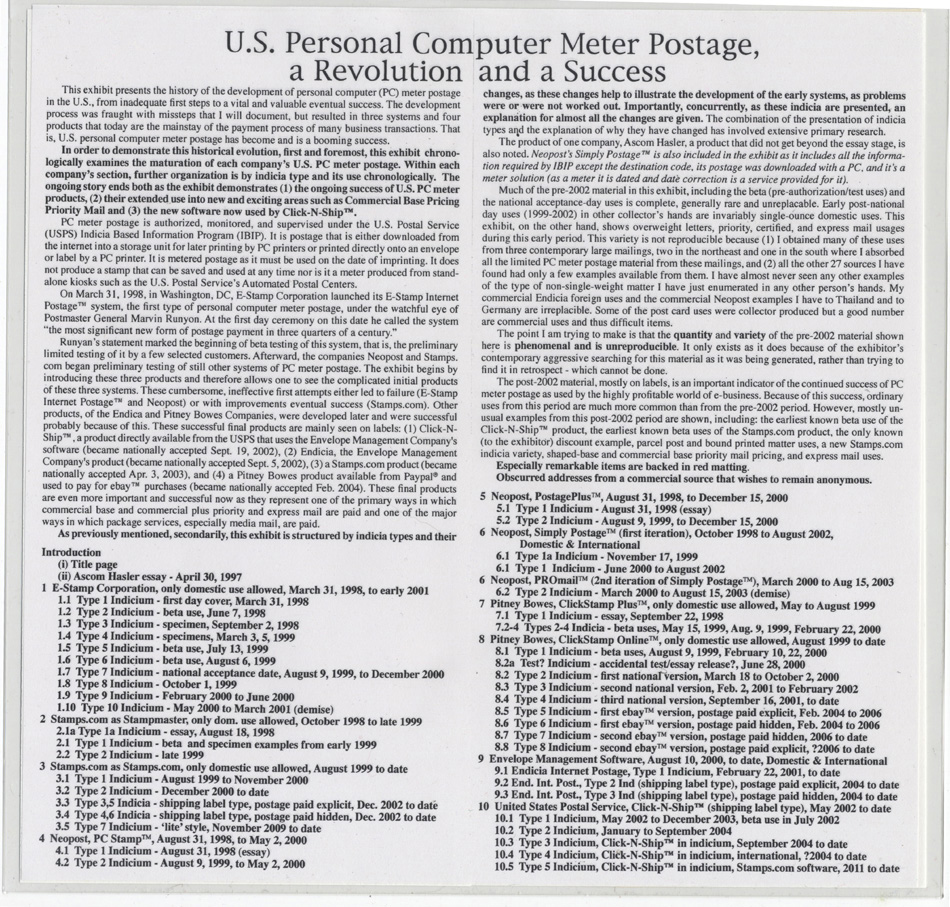 U.S. Personal Computer Meter Postage,
a Revolution and a Success
This exhibit presents the history of the development of personal computer (PC) meter postage
in the U.S., from inadequate first steps to a vital and valuable eventual success. The development
process was fraught with missteps that I will document, but resulted in three systems and four
products that today are the mainstay of the payment process of many business transactions. That
is, U.S. personal computer meter postage has become and is a booming success.
In order to demonstrate this historical evolution, first and foremost, this exhibit chrono-
logically examines the maturation of each company's U.S. PC meter postage. Within each
company's section, further organization is by indicia type and its use chronologically. The
ongoing story ends both as the exhibit demonstrates (1) the ongoing success of U.S. PC meter
products, (2) their extended use into new and exciting areas such as Commercial Base Pricing
Priority Mail and (3) the new software now used by Click-N-Ship™.
PC meter postage is authorized, monitored, and supervised under the U.S. Postal Service
(USPS) Indicia Based Information Program (IBIP). It is postage that is either downloaded from
the internet into a storage unit for later printing by PC printers or printed directly onto an envelope
or label by a PC printer. It is metered postage as it must be used on the date of imprinting. It does
not produce a stamp that can be saved and used at any time nor is it a meter produced from stand-
alone kiosks such as the U.S. Postal Service's Automated Postal Centers.
On March 31, 1998, in Washington, DC, E-Stamp Corporation launched its E-Stamp Internet
Postage™ system, the first type of personal computer meter postage, under the watchful eye of
Postmaster General Marvin Runyon. At the first day ceremony on this date he called the system
"the most significant new form of postage payment in three quarters of a century."
Runyan's statement marked the beginning of beta testing of this system, that is, the preliminary
limited testing of it by a few selected customers. Afterward, the companies Neopost and Stamps.
com began preliminary testing of still other systems of PC meter postage. The exhibit begins by
introducing these three products and therefore allows one to see the complicated initial products
of these three systems. These cumbersome, ineffective first attempts either led to failure (E-Stamp
Internet Postage™ and Neopost) or with improvements eventual success (Stamps.com). Other
products, of the Endica and Pitney Bowes Companies, were developed later and were successful
probably because of this. These successful final products are mainly seen on labels: (1) Click-N-
Ship™, a product directly available from the USPS that uses the Envelope Management Company's
software (became nationally accepted Sept. 19, 2002), (2) Endicia, the Envelope Management
Company's product (became nationally accepted Sept. 5, 2002), (3) a Stamps.com product (became
nationally accepted Apr. 3, 2003), and (4) a Pitney Bowes product available from Paypal® and
used to pay for ebay™ purchases (became nationally accepted Feb. 2004). These final products
are even more important and successful now as they represent one of the primary ways in which
commercial base and commercial plus priority and express mail are paid and one of the major
ways in which package services, especially media mail, are paid.
As previously mentioned, secondarily, this exhibit is structured by indicia types and their
changes, as these changes help to illustrate the development of the early systems, as problems
were or were not worked out. Importantly, concurrently, as these indicia are presented, an
explanation for almost all the changes are given. The combination of the presentation of indicia
types and the explanation of why they have changed has involved extensive primary research.
The product of one company, Ascom Hasler, a product that did not get beyond the essay stage, is
also noted. Neopost's Simply Postage™ is also included in the exhibit as it includes all the informa-
tion required by IBIP except the destination code, its postage was downloaded with a PC, and it's a
meter solution (as a meter it is dated and date correction is a service provided for it).
Much of the pre-2002 material in this exhibit, including the beta (pre-authorization/test uses) and
the national acceptance-day uses is complete, generally rare and unreplaceable. Early post-national
day uses (1999-2002) in other collector's hands are invariably single-ounce domestic uses. This
exhibit, on the other hand, shows overweight letters, priority, certified, and express mail usages
during this early period. This variety is not reproducible because (1) I obtained many of these uses
from three contemporary large mailings, two in the northeast and one in the south where I absorbed
all the limited PC meter postage material from these mailings, and (2) all the other 27 sources I have
found had only a few examples available from them. I have almost never seen any other examples
of the type of non-single-weight matter I have just enumerated in any other person's hands. My
commercial Endicia foreign uses and the commercial Neopost examples I have to Thailand and to
Germany are irreplacible. Some of the post card uses were collector produced but a good number
are commercial uses and thus difficult items.
The point I am trying to make is that the quantity and variety of the pre-2002 material shown
here is phenomenal and is unreproducible. It only exists as it does because of the exhibitor's
contemporary aggressive searching for this material as it was being generated, rather than trying to
find it in retrospect - which cannot be done.
The post-2002 material, mostly on labels, is an important indicator of the continued success of PC
meter postage as used by the highly profitable world of e-business. Because of this success, ordinary
uses from this period are much more common than from the pre-2002 period. However, mostly un-
usual examples from this post-2002 period are shown, including: the earliest known beta use of the
Click-N-Ship™ product, the earliest known beta uses of the Stamps.com product, the only known
(to the exhibitor) discount example, parcel post and bound printed matter uses, a new Stamps.com
indicia variety, shaped-base and commercial base priority mail pricing, and express mail uses.
Especially remarkable items are backed in red matting.
Obscurred addresses from a commercial source that wishes to remain anonymous.
Introduction
(i) Title page
(ii) Ascom Hasler essay - April 30, 1997
1 E-Stamp Corporation, only domestic use allowed, March 31, 1998, to early 2001
1.1 Type 1 Indicium - first day cover, March 31, 1998
1.2 Type 2 Indicium - beta use, June 7, 1998
1.3 Type 3 Indicium - specimen, September 2, 1998
1.4 Type 4 Indicium - specimens, March 3, 5, 1999
1.5 Type 5 Indicium - beta use, July 13, 1999
1.6 Type 6 Indicium - beta use, August 6, 1999
1.7 Type 7 Indicium - national acceptance date, August 9, 1999, to December 2000
1.8 Type 8 Indicium - October 1, 1999
1.9 Type 9 Indicium - February 2000 to June 2000
1.10 Type 10 Indicium - May 2000 to March 2001 (demise)
2 Stamps.com as Stampmaster, only dom. use allowed, October 1998 to late 1999
2.1a Type 1a Indicium - essay, August 18, 1998
2.1 Type 1 Indicium - beta and specimen examples from early 1999
2.2 Type 2 Indicium - late 1999
3 Stamps.com as Stamps.com, only domestic use allowed, August 1999 to date
3.1 Type 1 Indicium - August 1999 to November 2000
3.2 Type 2 Indicium - December 2000 to date
3.3 Type 3,5 Indicia - shipping label type, postage paid explicit, Dec. 2002 to date
3.4 Type 4,6 Indicia - shipping label type, postage paid hidden, Dec. 2002 to date
3.5 Type 7 Indicium - 'lite' style, November 2009 to date
4 Neopost, PC Stamp™, August 31, 1998, to May 2, 2000
4.1 Type 1 Indicium - August 31, 1998 (essay)
4.2 Type 2 Indicium - August 9, 1999, to May 2, 2000
5 Neopost, PostagePlus™, August 31, 1998, to December 15, 2000
5.1 Type 1 Indicium - August 31, 1998 (essay)
5.2 Type 2 Indicium - August 9, 1999, to December 15, 2000
6 Neopost, Simply Postage™ (first iteration), October 1998 to August 2002,
Domestic & International
6.1 Type 1a Indicium - November 17, 1999
6.1 Type 1 Indicium - June 2000 to August 2002
6 Neopost, PROmail™ (2nd iteration of Simply Postage™), March 2000 to Aug 15, 2003
6.2 Type 2 Indicium - March 2000 to August 15, 2003 (demise)
7 Pitney Bowes, ClickStamp Plus™, only domestic use allowed, May to August 1999
7.1 Type 1 Indicium - essay, September 22, 1998
7.2-4 Types 2-4 Indicia - beta uses, May 15, 1999, Aug. 9, 1999, February 22, 2000
8 Pitney Bowes, ClickStamp Online™, only domestic use allowed, August 1999 to date
8.1 Type 1 Indicium - beta uses, August 9, 1999, February 10, 22, 2000
8.2a Test? Indicium - accidental test/essay release?, June 28, 2000
8.2 Type 2 Indicium - first national version, March 18 to October 2, 2000
8.3 Type 3 Indicium - second national version, Feb. 2, 2001 to February 2002
8.4 Type 4 Indicium - third national version, September 16, 2001, to date
8.5 Type 5 Indicium - first ebay™ version, postage paid explicit, Feb. 2004 to 2006
8.6 Type 6 Indicium - first ebay™ version, postage paid hidden, Feb. 2004 to 2006
8.7 Type 7 Indicium - second ebay™ version, postage paid hidden, 2006 to date
8.8 Type 8 Indicium - second ebay™ version, postage paid explicit, ?2006 to date
9 Envelope Management Software, August 10, 2000, to date, Domestic & International
9.1 Endicia Internet Postage, Type 1 Indicium, February 22, 2001, to date
9.2 End. Int. Post., Type 2 Ind (shipping label type), postage paid explicit, 2004 to date
9.3 End. Int. Post., Type 3 Ind (shipping label type), postage paid hidden, 2004 to date
10 United States Postal Service, Click-N-Ship™ (shipping label type), May 2002 to date
10.1 Type 1 Indicium, May 2002 to December 2003, beta use in July 2002
10.2 Type 2 Indicium, January to September 2004
10.3 Type 3 Indicium, Click-N-Ship™ in indicium, September 2004 to date
10.4 Type 4 Indicium, Click-N-Ship™ in indicium, international, ?2004 to date
10.5 Type 5 Indicium, Click-N-Ship™ in indicium, Stamps.com software, 2011 to date